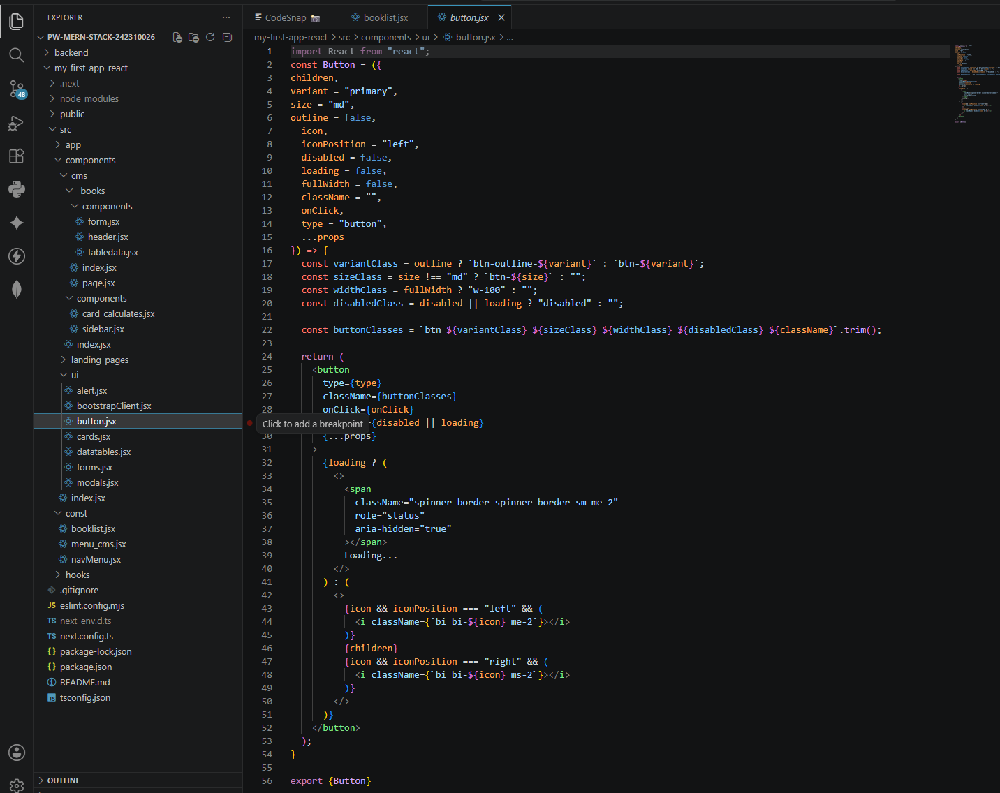 EXPLORER
PW-MERN-STACK-242310026
backend
my-first-app-react
.next
node_modules
public
src
app
components
cms
_books
components
form.jsx
header.jsx
tabledata.jsx
index.jsx
page.jsx
components
card_calculates.jsx
sidebar.jsx
index.jsx
landing-pages
ui
alert.jsx
bootstrapClient.jsx
button.jsx
cards.jsx
datatables.jsx
forms.jsx
modals.jsx
index.jsx
const
booklist.jsx
menu_cms.jsx
navMenu.jsx
hooks
.gitignore
JS eslint.config.mjs
TS next-env.d.ts
TS next.config.ts
{} package-lock.json
{} package.json
README.md
TS tsconfig.json
OUTLINE
48
CodeSnap 📸
booklist.jsx
button.jsx
my-first-app-react > src > components > ui > button.jsx > ...
1 import React from "react";
2 const Button = ({
3 children,
4 variant = "primary",
5 size = "md",
6 outline = false,
7   icon,
8   iconPosition = "left",
9   disabled = false,
10   loading = false,
11   fullWidth = false,
12   className = "",
13   onClick,
14   type = "button",
15   ...props
16 }) => {
17   const variantClass = outline ? `btn-outline-${variant}` : `btn-${variant}`;
18   const sizeClass = size !== "md" ? `btn-${size}` : "";
19   const widthClass = fullWidth ? "w-100" : "";
20   const disabledClass = disabled || loading ? "disabled" : "";
21
22   const buttonClasses = `btn ${variantClass} ${sizeClass} ${widthClass} ${disabledClass} ${className}`.trim();
23
24   return (
25     <button
26       type={type}
27       className={buttonClasses}
28       onClick={onClick}
Click to add a breakpoint ={disabled || loading}
30       {...props}
31     >
32       {loading ? (
33         <>
34           <span
35             className="spinner-border spinner-border-sm me-2"
36             role="status"
37             aria-hidden="true"
38           ></span>
39           Loading...
40         </>
41       ) : (
42         <>
43           {icon && iconPosition === "left" && (
44             <i className={`bi bi-${icon} me-2`}></i>
45           )}
46           {children}
47           {icon && iconPosition === "right" && (
48             <i className={`bi bi-${icon} ms-2`}></i>
49           )}
50         </>
51       )}
52     </button>
53   );
54 }
55
56 export {Button}